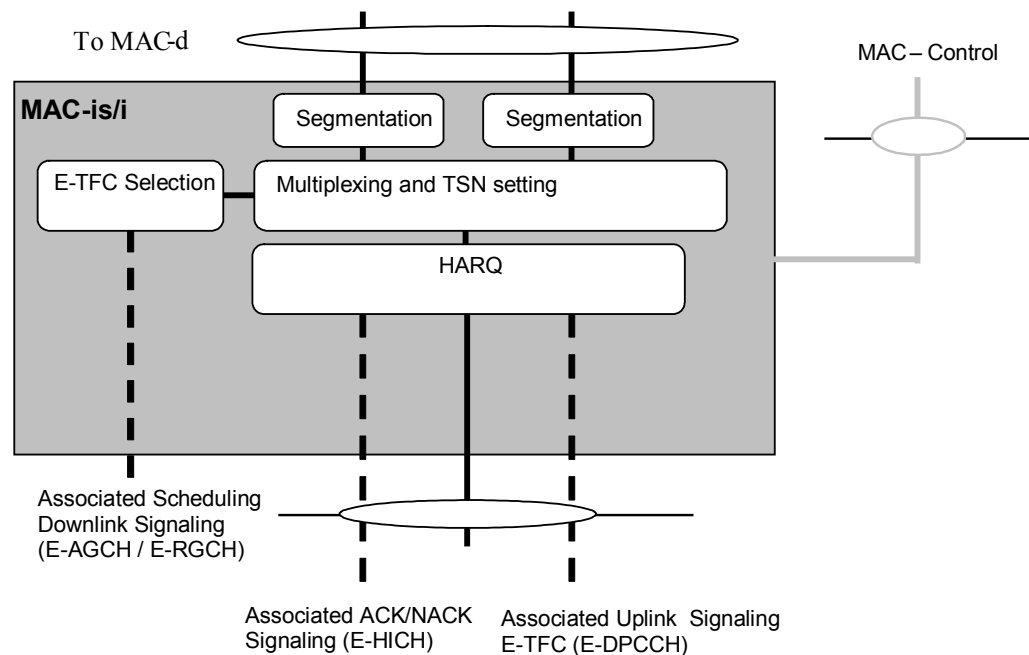 To MAC-d
MAC – Control
MAC-is/i
Segmentation
Segmentation
E-TFC Selection
Multiplexing and TSN setting
HARQ
Associated Scheduling
Downlink Signaling
(E-AGCH / E-RGCH)
Associated ACK/NACK
Signaling (E-HICH)
Associated Uplink Signaling
E-TFC (E-DPCCH)